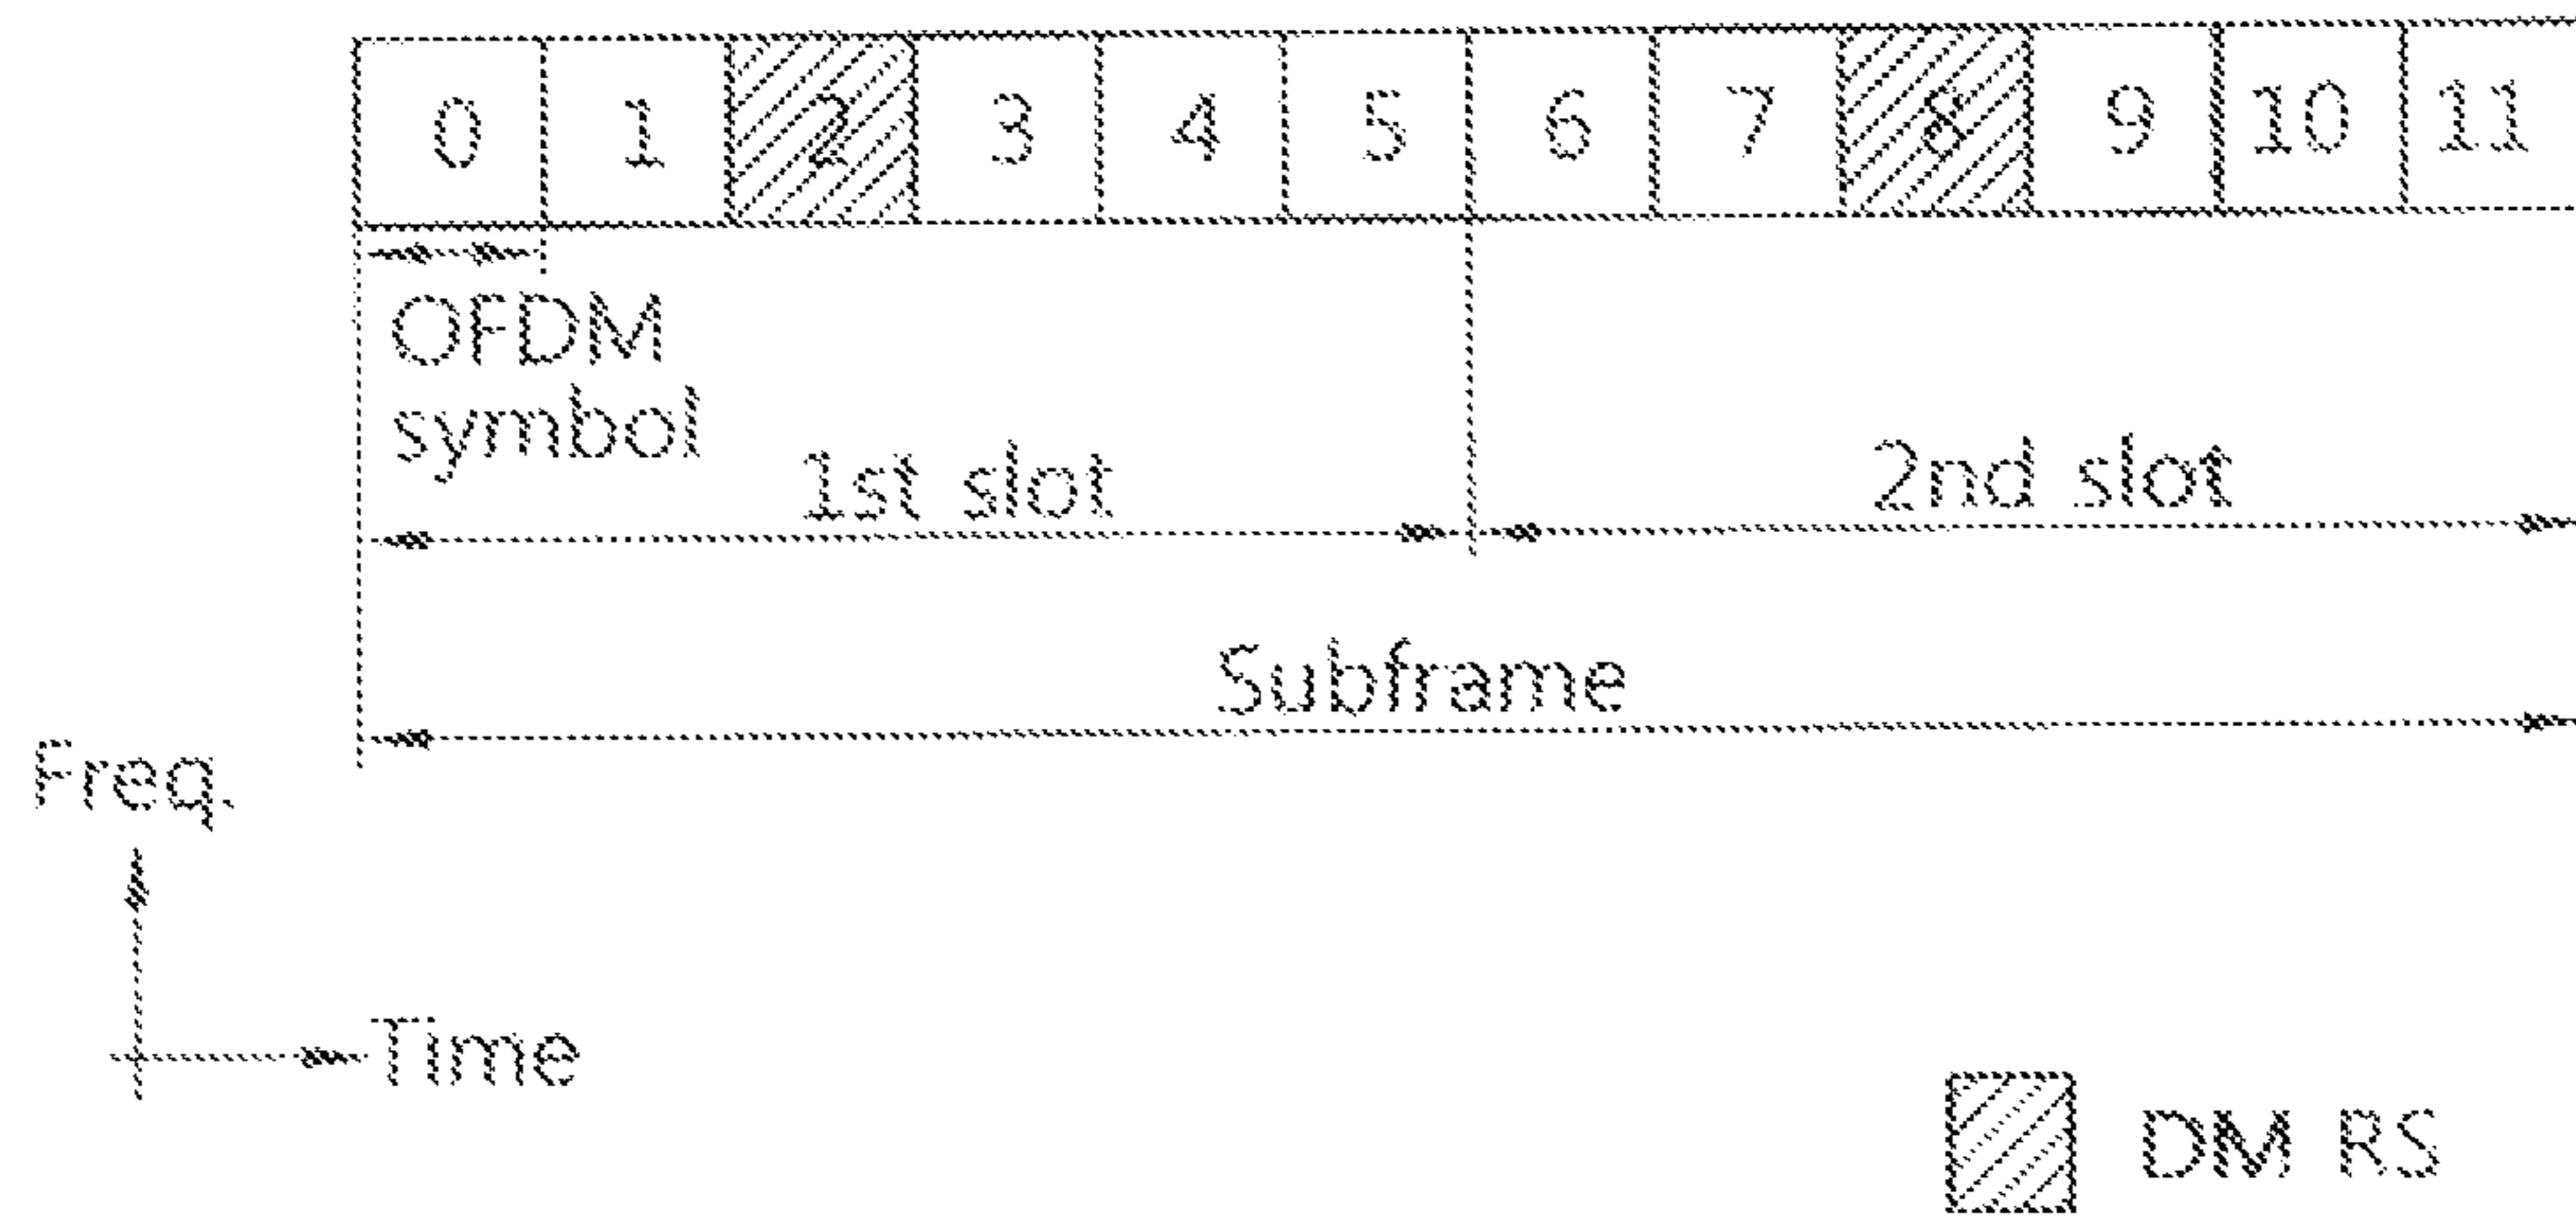 0 1 2 3 4 5 6 7 8 9 10 11
OFDM
symbol
1st slot
2nd slot
Subframe
Freq.
Time
DM RS